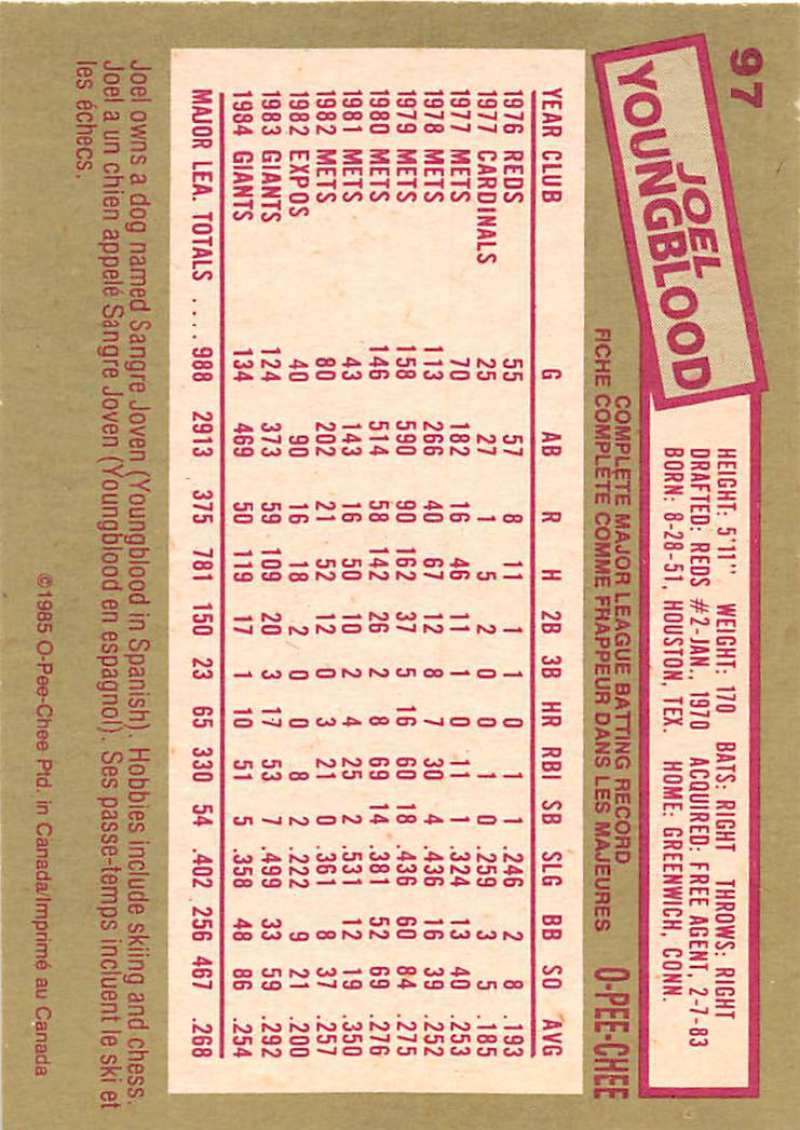 97
JOEL
YOUNGBLOOD
HEIGHT: 5'11" WEIGHT: 170 BATS: RIGHT THROWS: RIGHT
DRAFTED: REDS #2-JAN., 1970 ACQUIRED: FREE AGENT, 2-7-83
BORN: 8-28-51, HOUSTON, TEX. HOME: GREENWICH, CONN.
COMPLETE MAJOR LEAGUE BATTING RECORD
FICHE COMPLÈTE COMME FRAPPEUR DANS LES MAJEURES
O-PEE-CHEE
YEAR CLUB G AB R H 2B 3B HR RBI SB SLG BB SO AVG
1976 REDS 55 57 8 11 1 1 0 1 1 .246 2 8 .193
1977 CARDINALS 25 27 1 5 2 0 0 1 0 .259 3 5 .185
1977 METS 70 182 16 46 11 1 0 11 1 .324 13 40 .253
1978 METS 113 266 40 67 12 8 7 30 4 .436 16 39 .252
1979 METS 158 590 90 162 37 5 16 60 18 .436 60 84 .275
1980 METS 146 514 58 142 26 2 8 69 14 .381 52 69 .276
1981 METS 43 143 16 50 10 2 4 25 2 .531 12 19 .350
1982 METS 80 202 21 52 12 0 3 21 0 .361 8 37 .257
1982 EXPOS 40 90 16 18 2 0 0 8 2 .222 9 21 .200
1983 GIANTS 124 373 59 109 20 3 17 53 7 .499 33 59 .292
1984 GIANTS 134 469 50 119 17 1 10 51 5 .358 48 86 .254
MAJOR LEA. TOTALS .... 988 2913 375 781 150 23 65 330 54 .402 256 467 .268
Joel owns a dog named Sangre Joven (Youngblood in Spanish). Hobbies include skiing and chess.
Joel a un chien appelé Sangre Joven (Youngblood en espagnol). Ses passe-temps incluent le ski et
les échecs.
©1985 O-Pee-Chee Ptd. in Canada/Imprimé au Canada